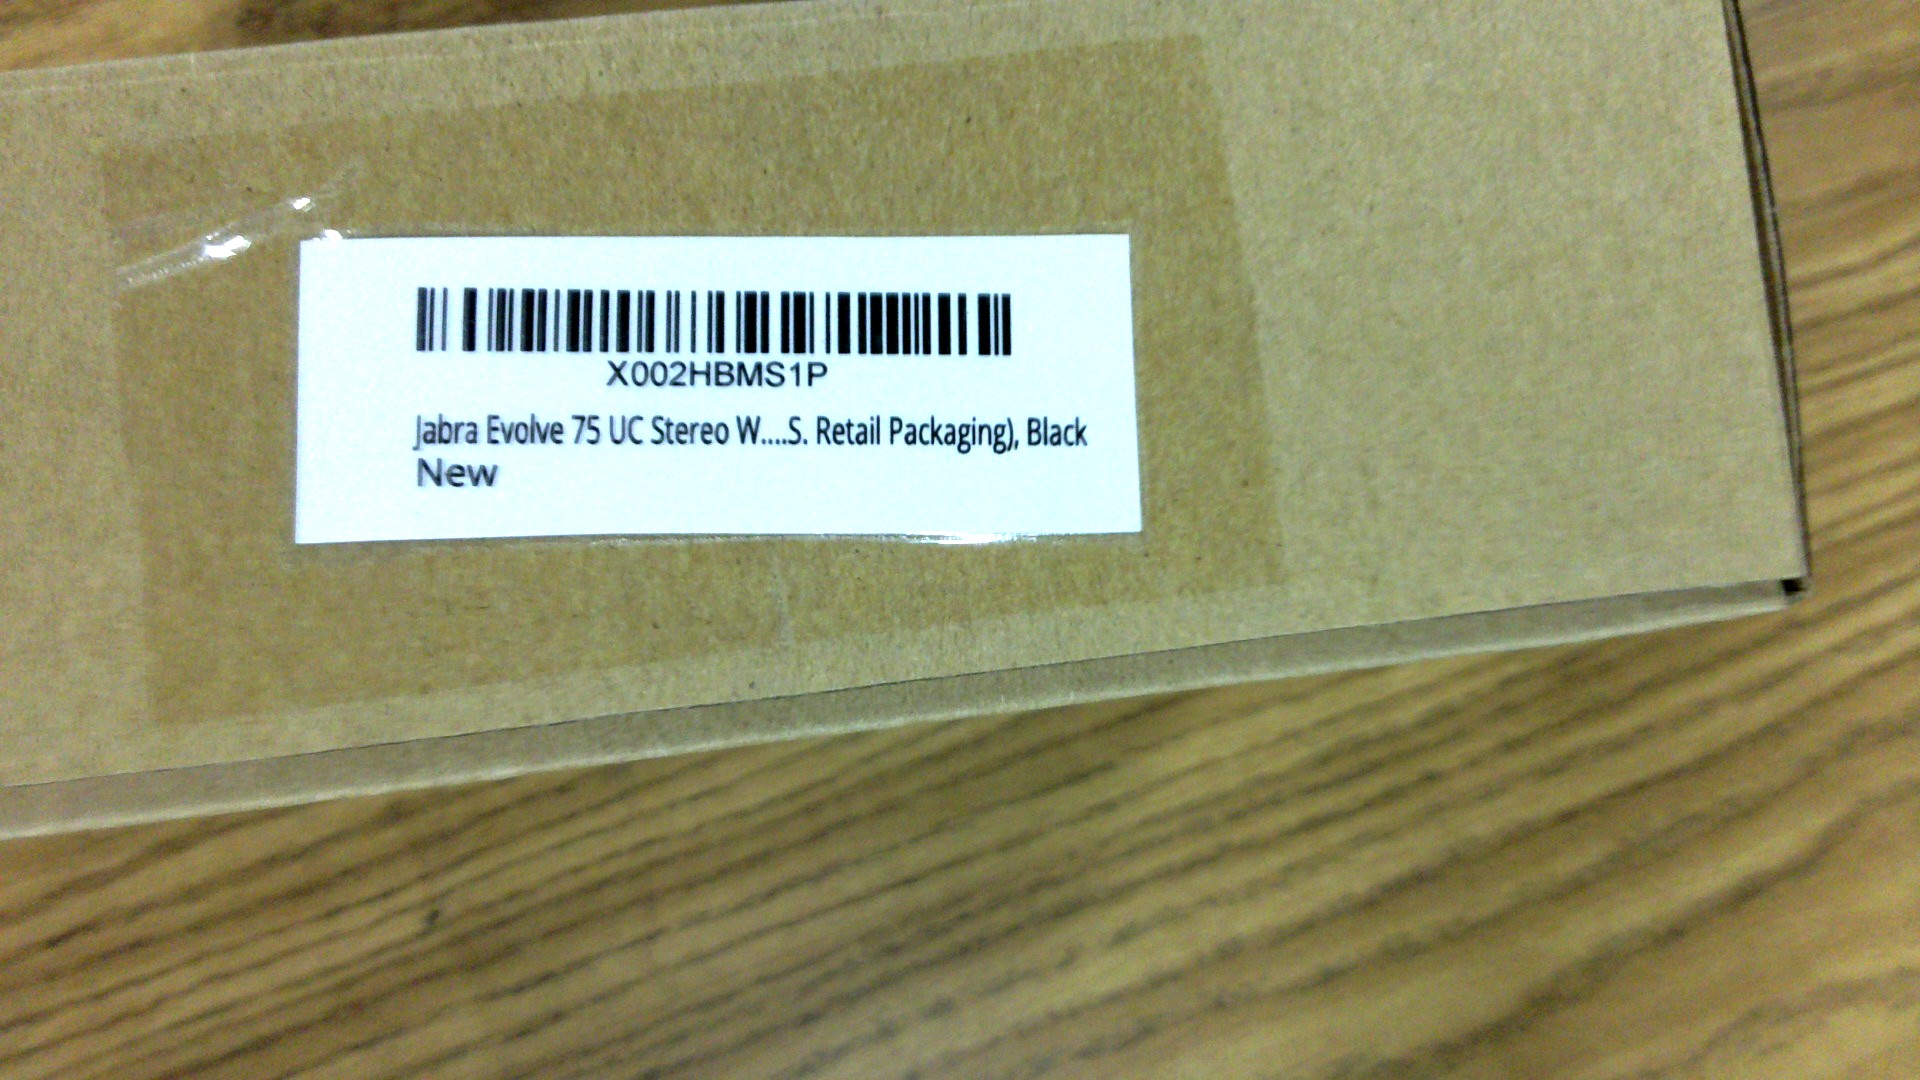 X002HBMS1P
Jabra Evolve 75 UC Stereo W....S. Retail Packaging), Black
New